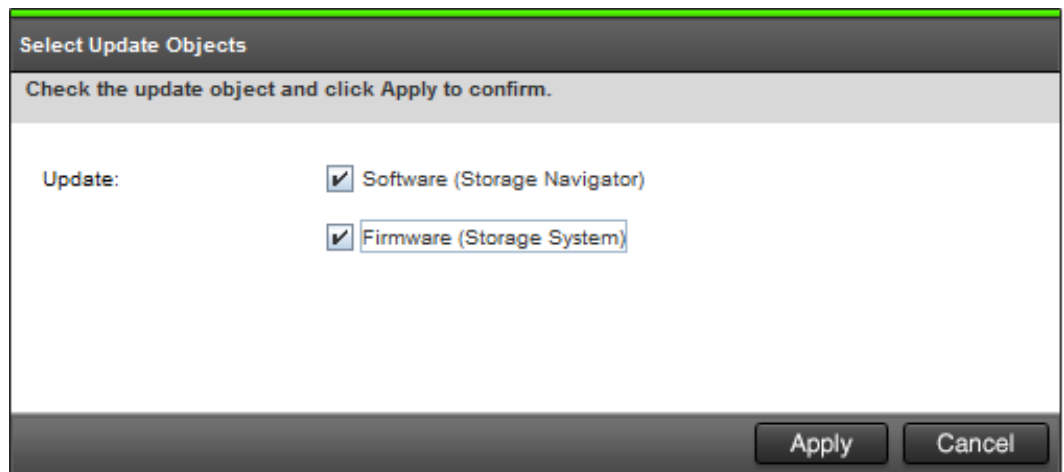 Select Update Objects
Check the update object and click Apply to confirm.
Update: Software (Storage Navigator)
Firmware (Storage System)
Apply Cancel